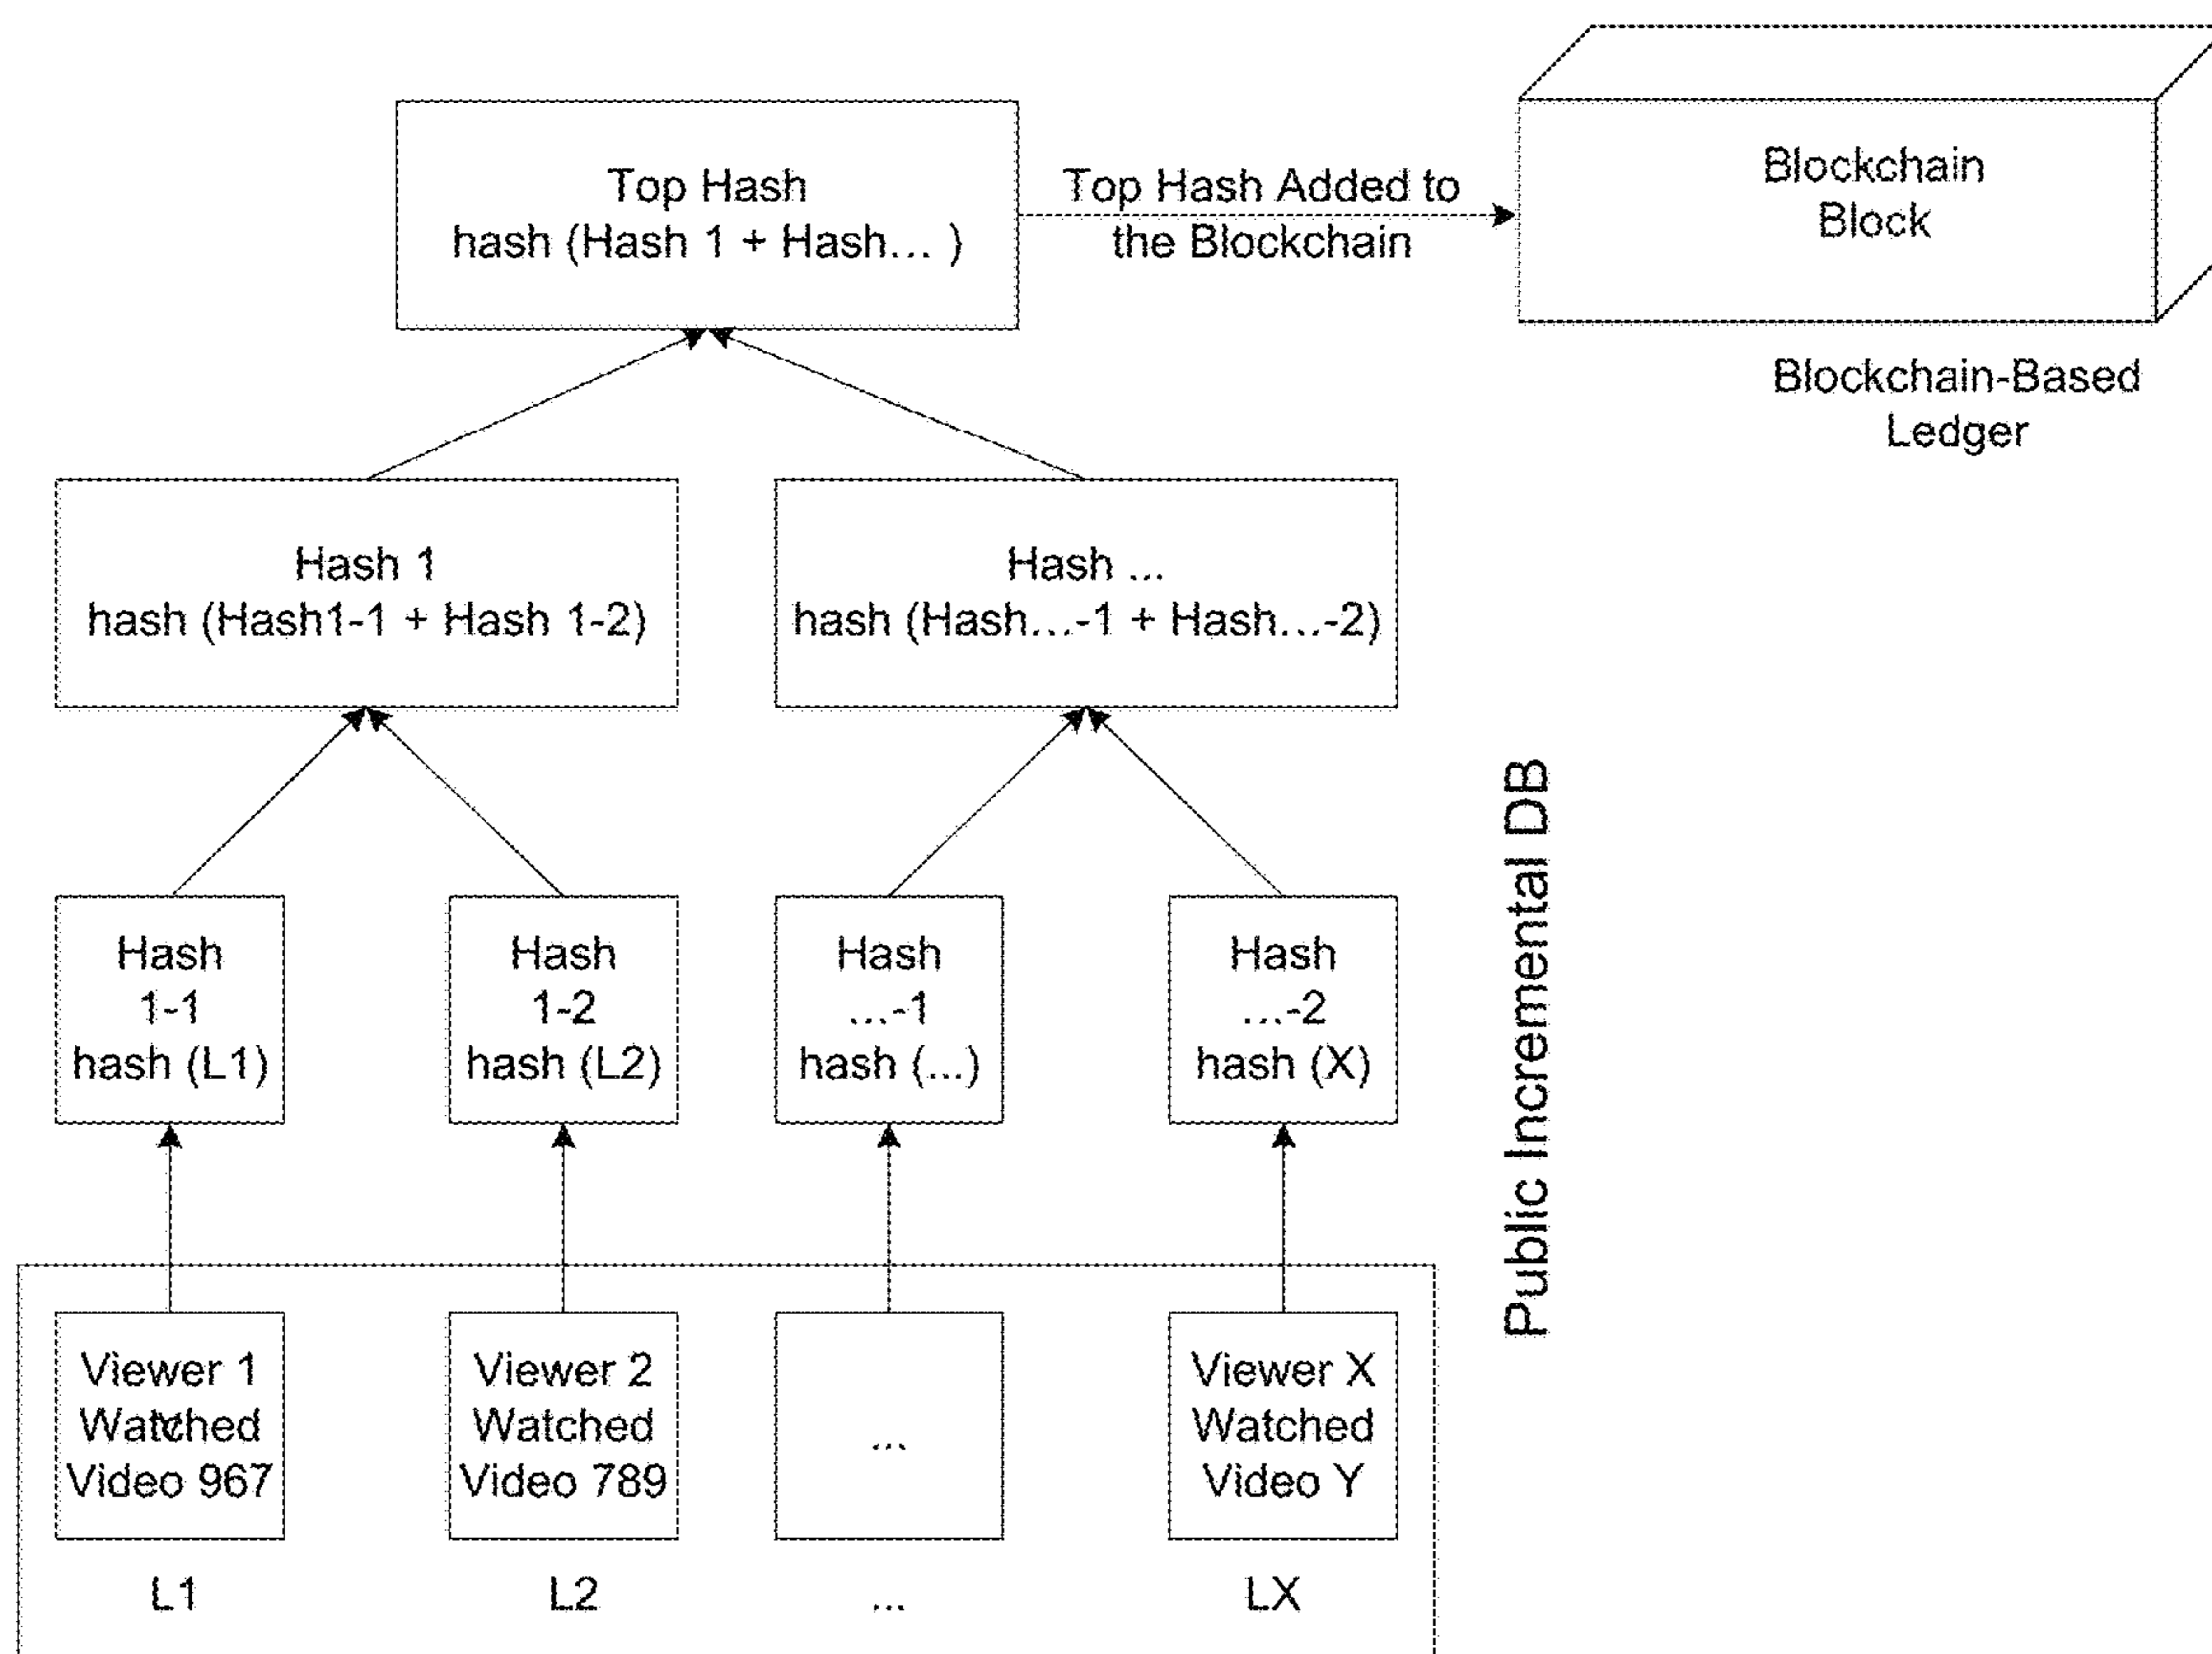 Top Hash
hash (Hash 1 + Hash... )
Top Hash Added to
the Blockchain
Blockchain
Block
Blockchain-Based
Ledger
Hash 1
hash (Hash1-1 + Hash 1-2)
Hash ...
hash (Hash...-1 + Hash...-2)
Hash
1-1
hash (L1)
Hash
1-2
hash (L2)
Hash
...-1
hash (...)
Hash
...-2
hash (X)
Public Incremental DB
Viewer 1
Watched
Video 967
Viewer 2
Watched
Video 789
...
Viewer X
Watched
Video Y
L1
L2
...
LX